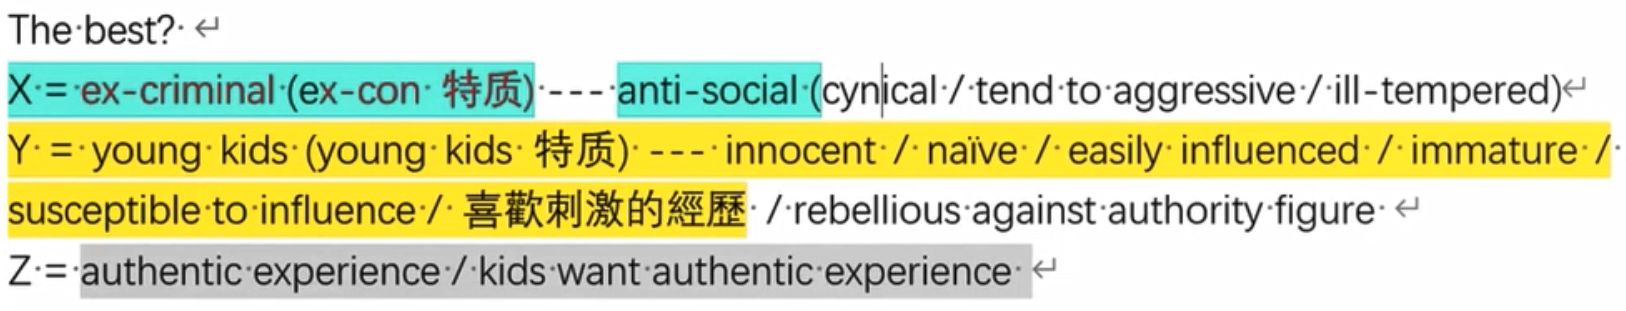 The best?
X = ex-criminal (ex-con 特质) --- anti-social (cynical / tend to aggressive / ill-tempered)
Y = young kids (young kids 特质) --- innocent / naïve / easily influenced / immature /
susceptible to influence / 喜歡刺激的經歷 / rebellious against authority figure
Z = authentic experience / kids want authentic experience